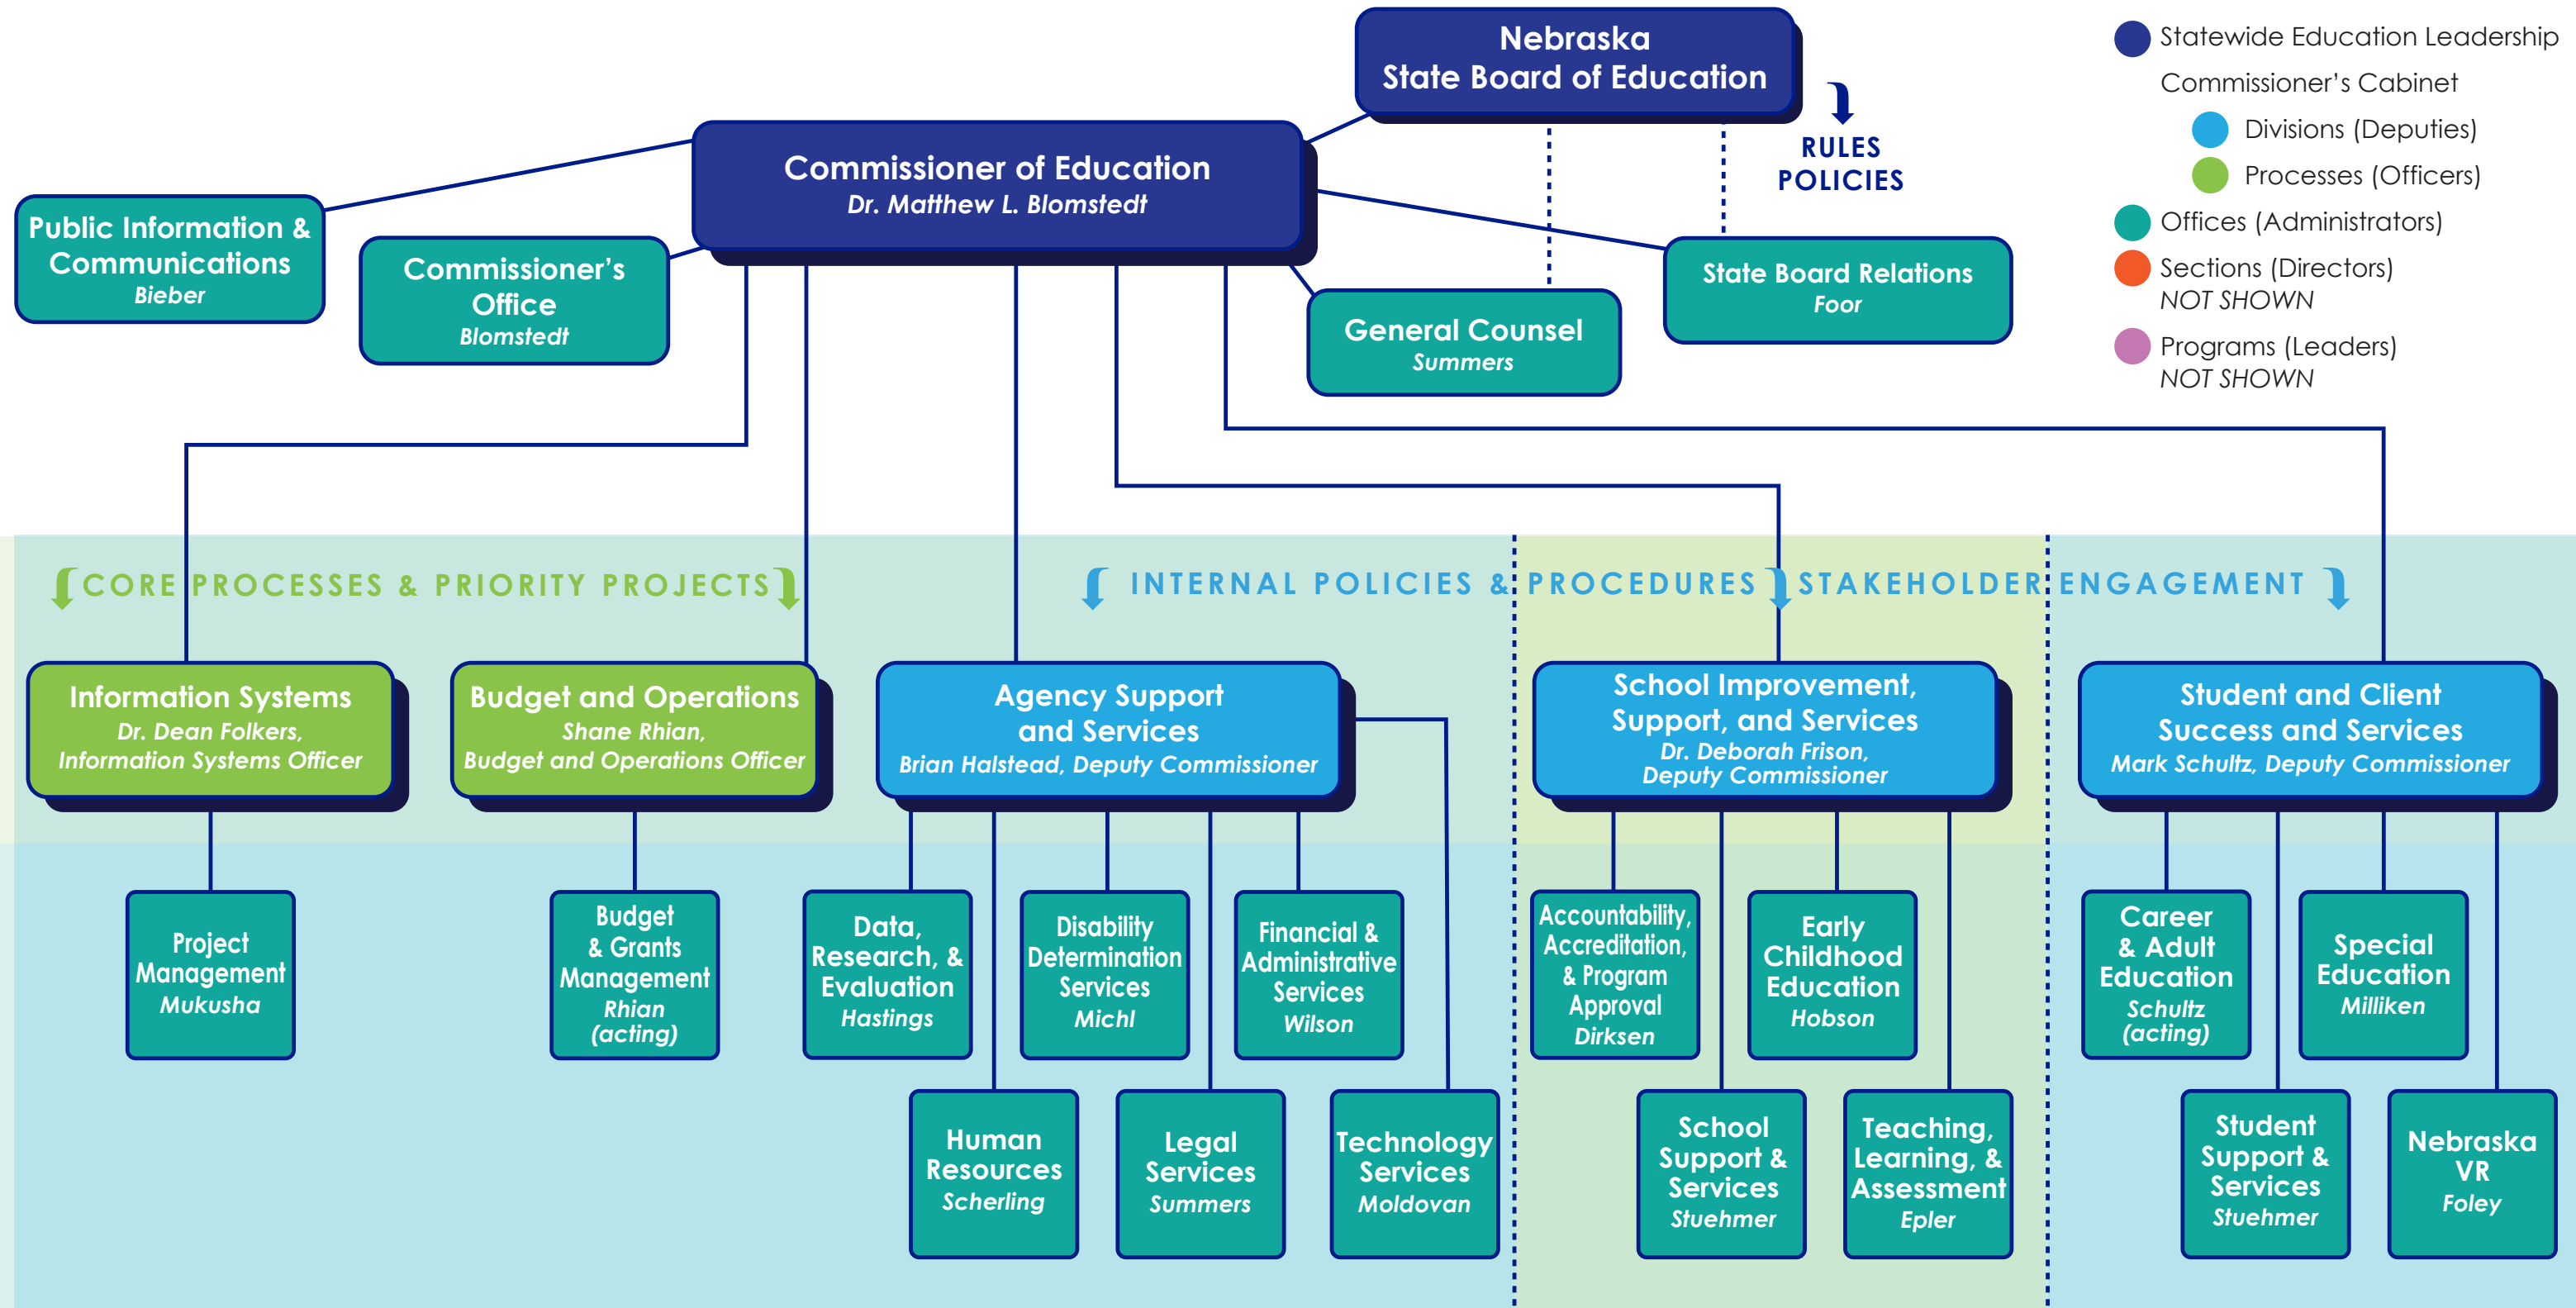 Nebraska
State Board of Education
RULES
POLICIES
Statewide Education Leadership
Commissioner's Cabinet
Divisions (Deputies)
Processes (Officers)
Offices (Administrators)
Sections (Directors)
NOT SHOWN
Programs (Leaders)
NOT SHOWN
Commissioner of Education
Dr. Matthew L. Blomstedt
Public Information &
Communications
Bieber
Commissioner's
Office
Blomstedt
General Counsel
Summers
State Board Relations
Foor
CORE PROCESSES & PRIORITY PROJECTS
INTERNAL POLICIES & PROCEDURES
STAKEHOLDER ENGAGEMENT
Information Systems
Dr. Dean Folkers,
Information Systems Officer
Budget and Operations
Shane Rhian,
Budget and Operations Officer
Agency Support
and Services
Brian Halstead, Deputy Commissioner
School Improvement,
Support, and Services
Dr. Deborah Frison,
Deputy Commissioner
Student and Client
Success and Services
Mark Schultz, Deputy Commissioner
Project
Management
Mukusha
Budget
& Grants
Management
Rhian
(acting)
Data,
Research, &
Evaluation
Hastings
Disability
Determination
Services
Michl
Financial &
Administrative
Services
Wilson
Accountability,
Accreditation,
& Program
Approval
Dirksen
Early
Childhood
Education
Hobson
Career
& Adult
Education
Schultz
(acting)
Special
Education
Milliken
Human
Resources
Scherling
Legal
Services
Summers
Technology
Services
Moldovan
School
Support &
Services
Stuehmer
Teaching,
Learning, &
Assessment
Epler
Student
Support &
Services
Stuehmer
Nebraska
VR
Foley